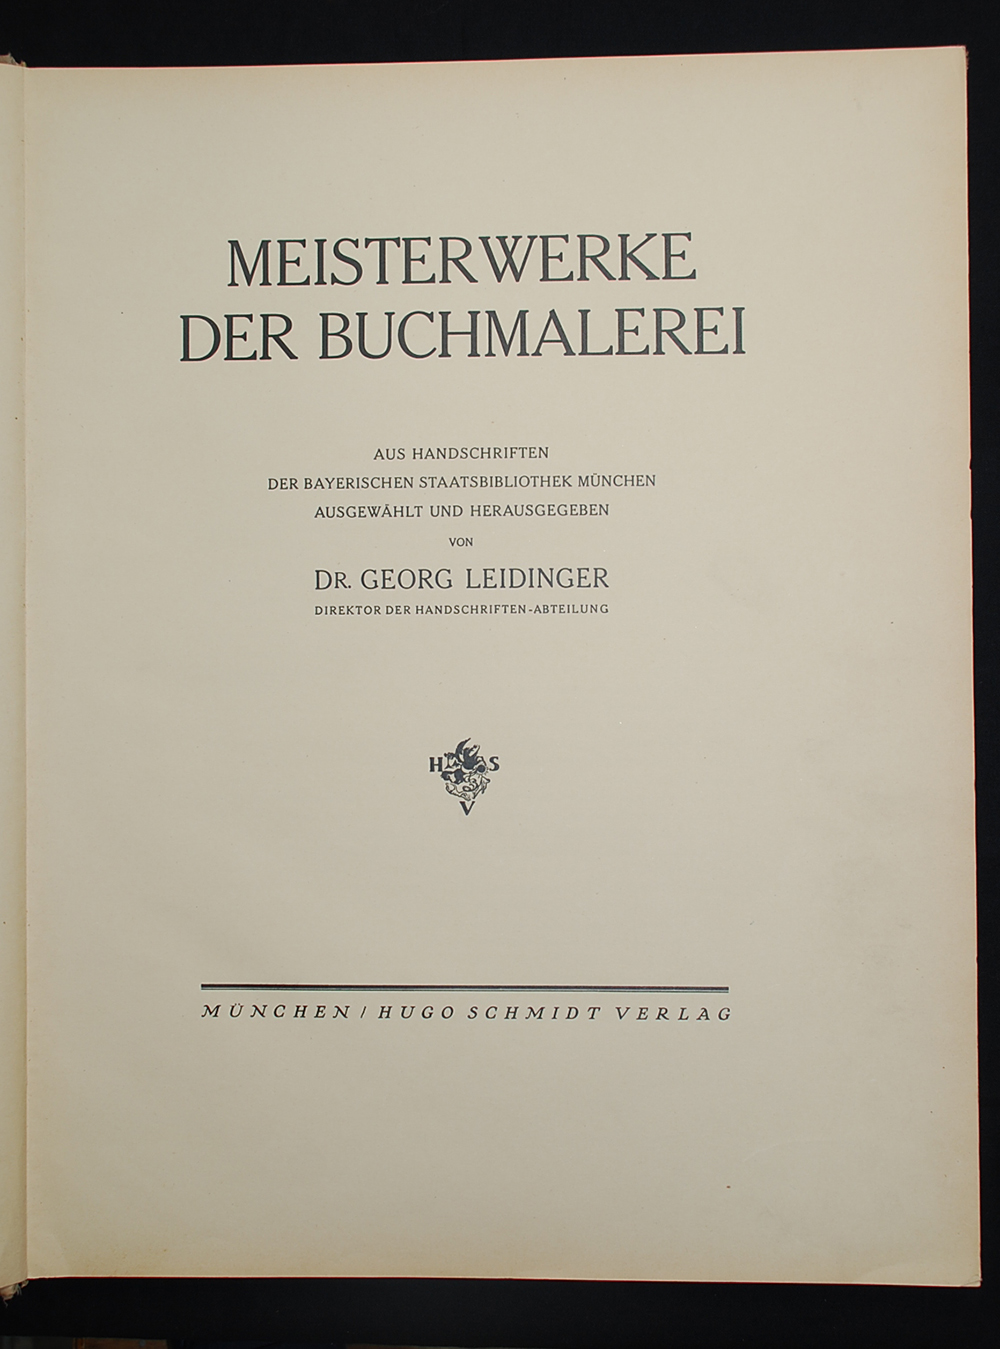 MEISTERWERKE
DER BUCHMALEREI
AUS HANDSCHRIFTEN
DER BAYERISCHEN STAATSBIBLIOTHEK MÜNCHEN
AUSGEWÄHLT UND HERAUSGEGEBEN
VON
DR. GEORG LEIDINGER
DIREKTOR DER HANDSCHRIFTEN-ABTEILUNG
H S
V
MÜNCHEN / HUGO SCHMIDT VERLAG